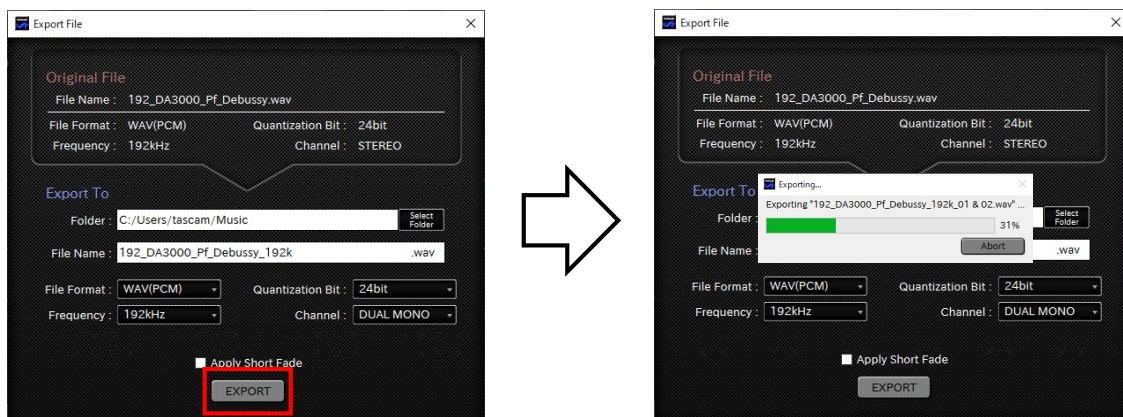 Export File
Original File
File Name : 192_DA3000_Pf_Debussy.wav
File Format : WAV(PCM) Quantization Bit : 24bit
Frequency : 192kHz Channel : STEREO
Export To
Folder : C:/Users/tascam/Music Select Folder
File Name : 192_DA3000_Pf_Debussy_192k .wav
File Format : WAV(PCM) Quantization Bit : 24bit
Frequency : 192kHz Channel : DUAL MONO
Apply Short Fade
EXPORT
Export File
Original File
File Name : 192_DA3000_Pf_Debussy.wav
File Format : WAV(PCM) Quantization Bit : 24bit
Frequency : 192kHz Channel : STEREO
Export To
Exporting...
Exporting "192_DA3000_Pf_Debussy_192k_01 & 02.wav" ...
31%
Abort
Folder : Select Folder
File Name : .wav
File Format : WAV(PCM) Quantization Bit : 24bit
Frequency : 192kHz Channel : DUAL MONO
Apply Short Fade
EXPORT